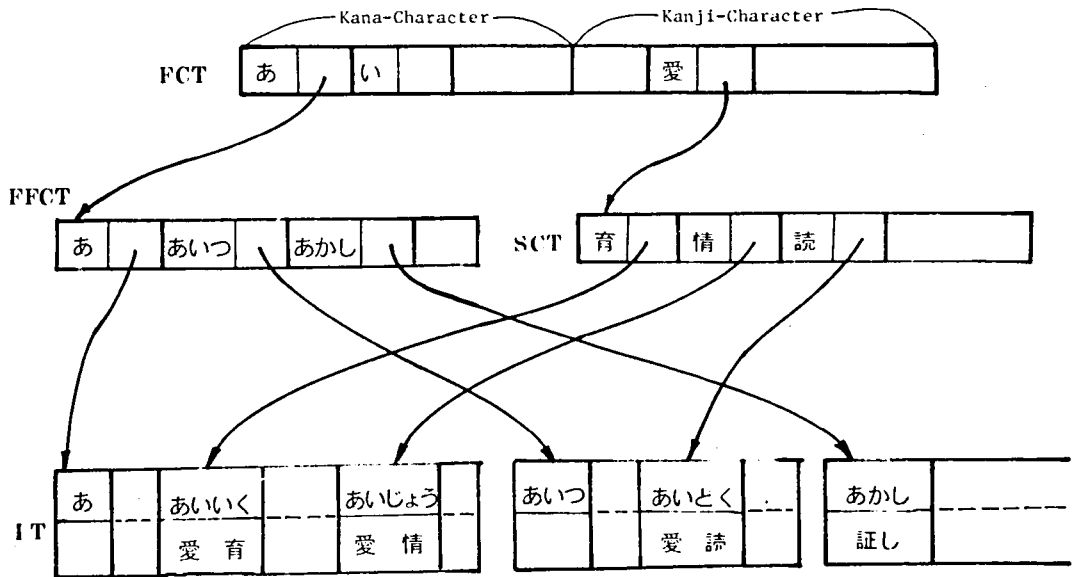 Kana-Character Kanji-Character
FCT あ い 愛
FFCT
あ あいつ あかし SCT 育 情 読
あ あいいく あいじょう あいつ あいとく あかし
IT
愛育 愛情 愛読 証し